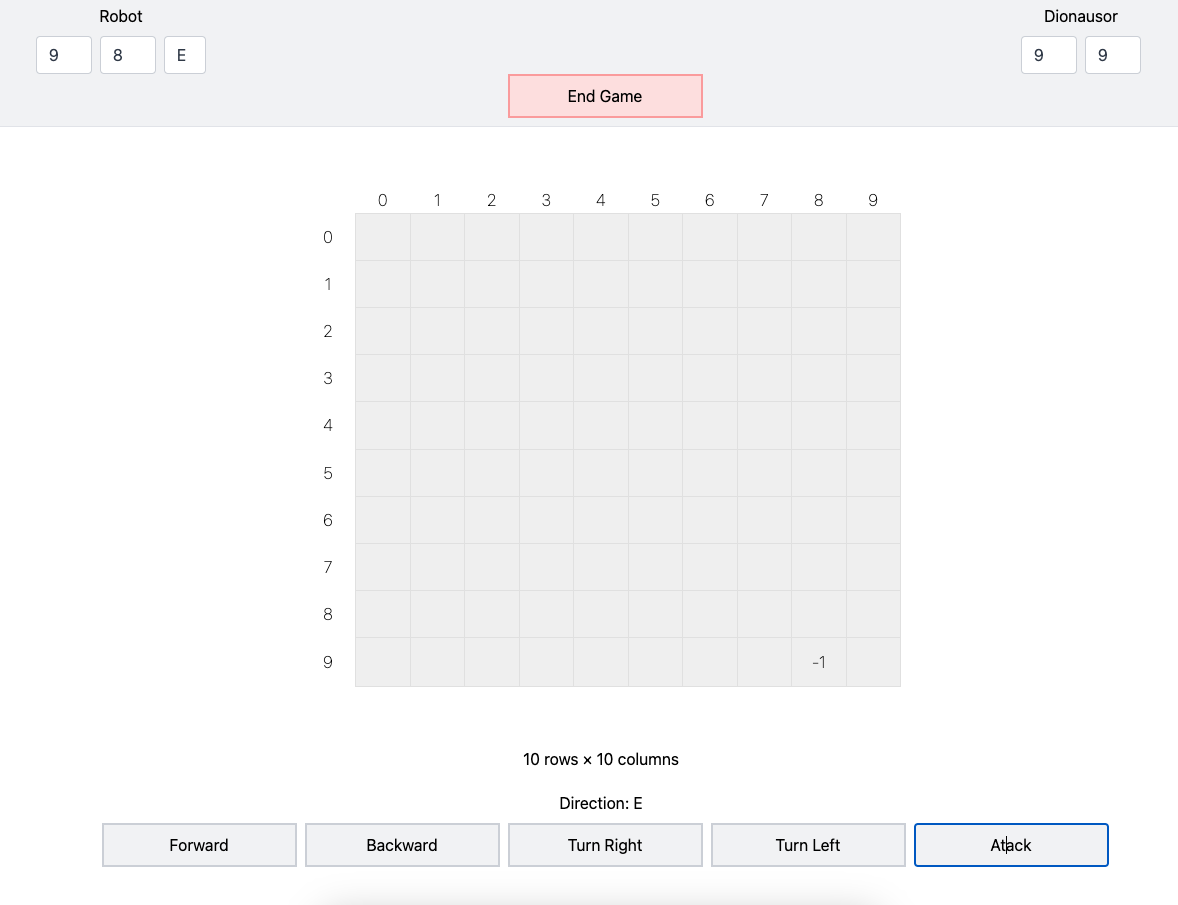 Robot Dionausor
9 8 E 9 9
End Game
0 1 2 3 4 5 6 7 8 9
0
1
2
3
4
5
6
7
8
9 -1
10 rows × 10 columns
Direction: E
Forward Backward Turn Right Turn Left Atack